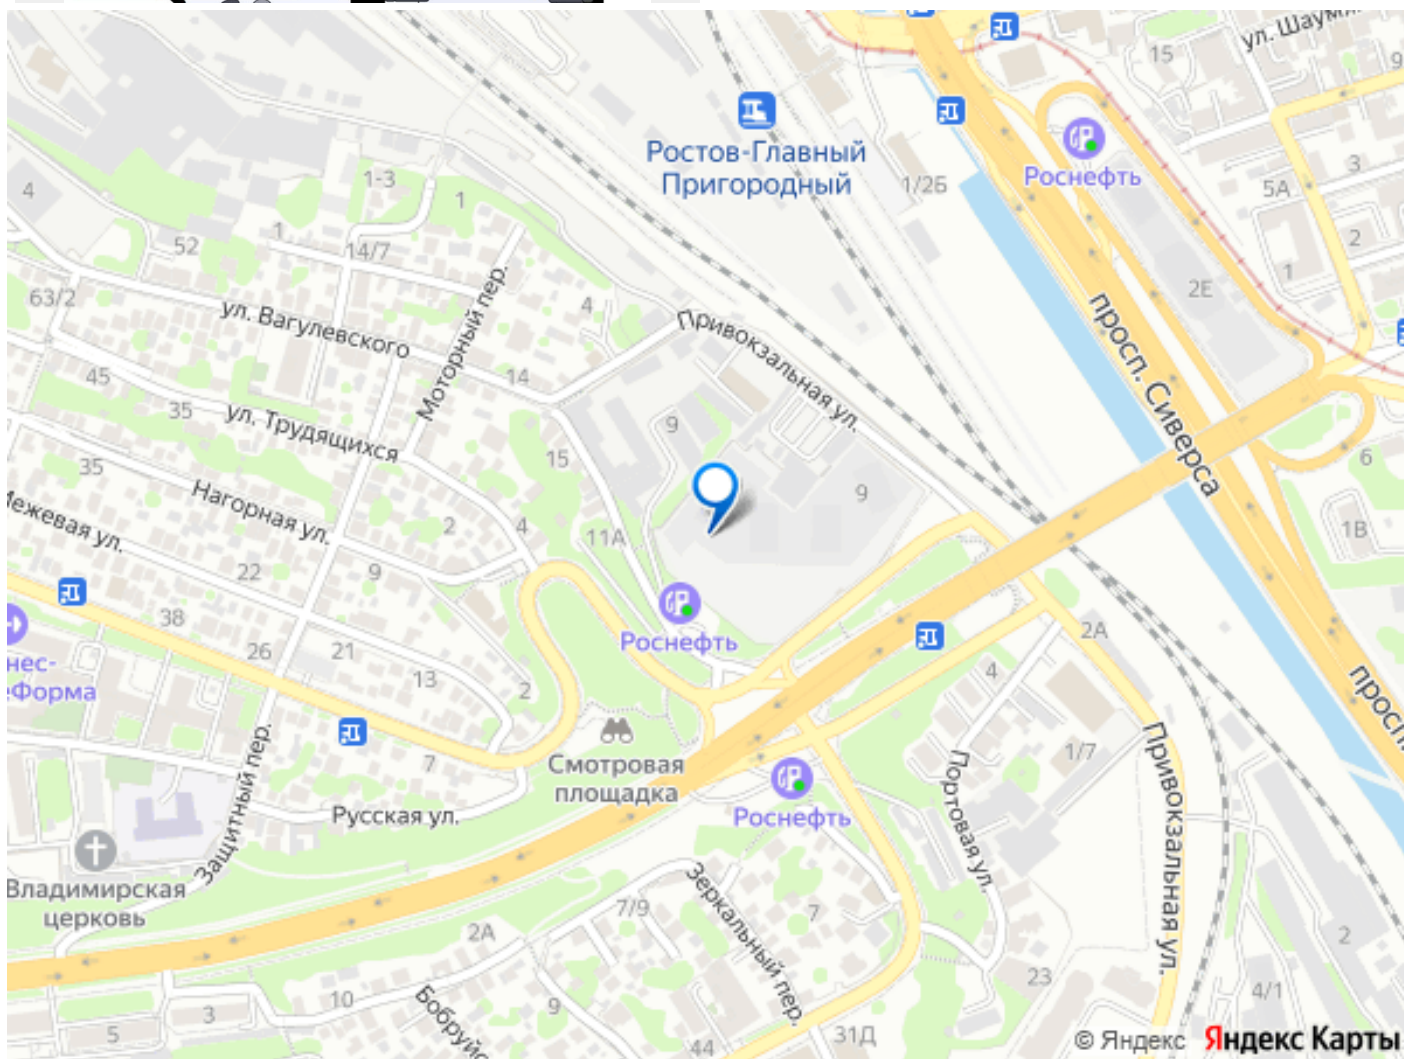 ул. Шаумя
15
9
Ростов-Главный
Пригородный
1/2Б
Роснефть
3
5А
2
1
2Е
4
1-3
1
52
1
14/7
63/2
4
ул. Вагулевского
Моторный пер.
Привокзальная ул.
просп. Сиверса
14
45
35
ул. Трудящихся
9
15
35
Нагорная ул.
9
6
2
4
1В
Межевая ул.
11А
22
9
38
Роснефть
2А
26
21
4
13
2
нес-
еФорма
просп.
7
Смотровая
площадка
1/7
Портовая ул.
Привокзальная ул.
Русская ул.
Роснефть
Защитный пер.
Владимирская
церковь
Зеркальный пер.
7/9
7
2А
2
23
10
9
Бобруйс
3
5
4/1
44
31Д
© Яндекс Яндекс Карты